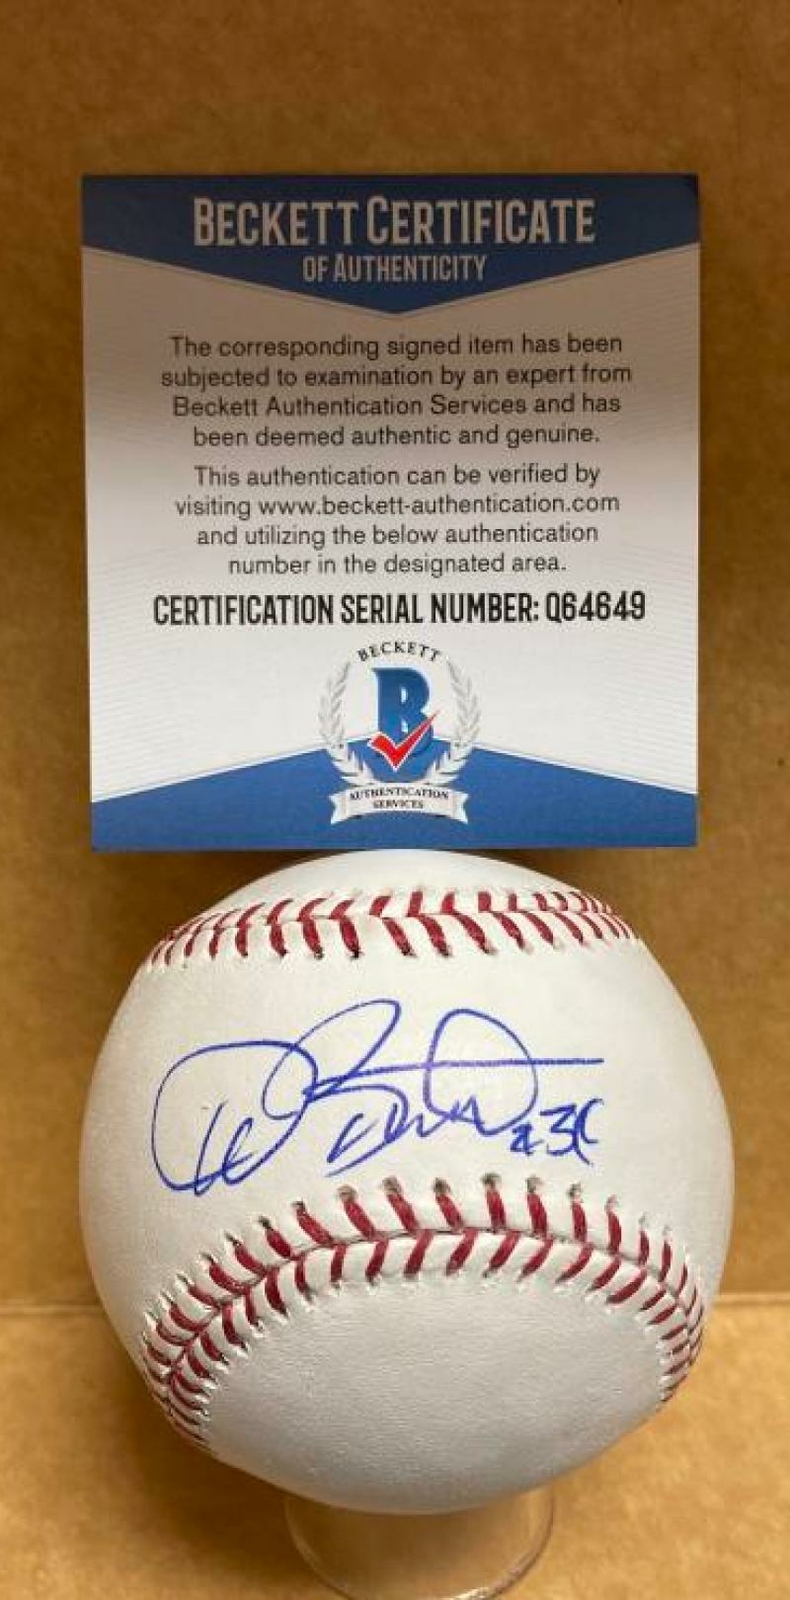 BECKETT CERTIFICATE
OF AUTHENTICITY
The corresponding signed item has been
subjected to examination by an expert from
Beckett Authentication Services and has
been deemed authentic and genuine.
This authentication can be verified by
visiting www.beckett-authentication.com
and utilizing the below authentication
number in the designated area.
CERTIFICATION SERIAL NUMBER: Q64649
BECKETT
B
AUTHENTICATION
SERVICES